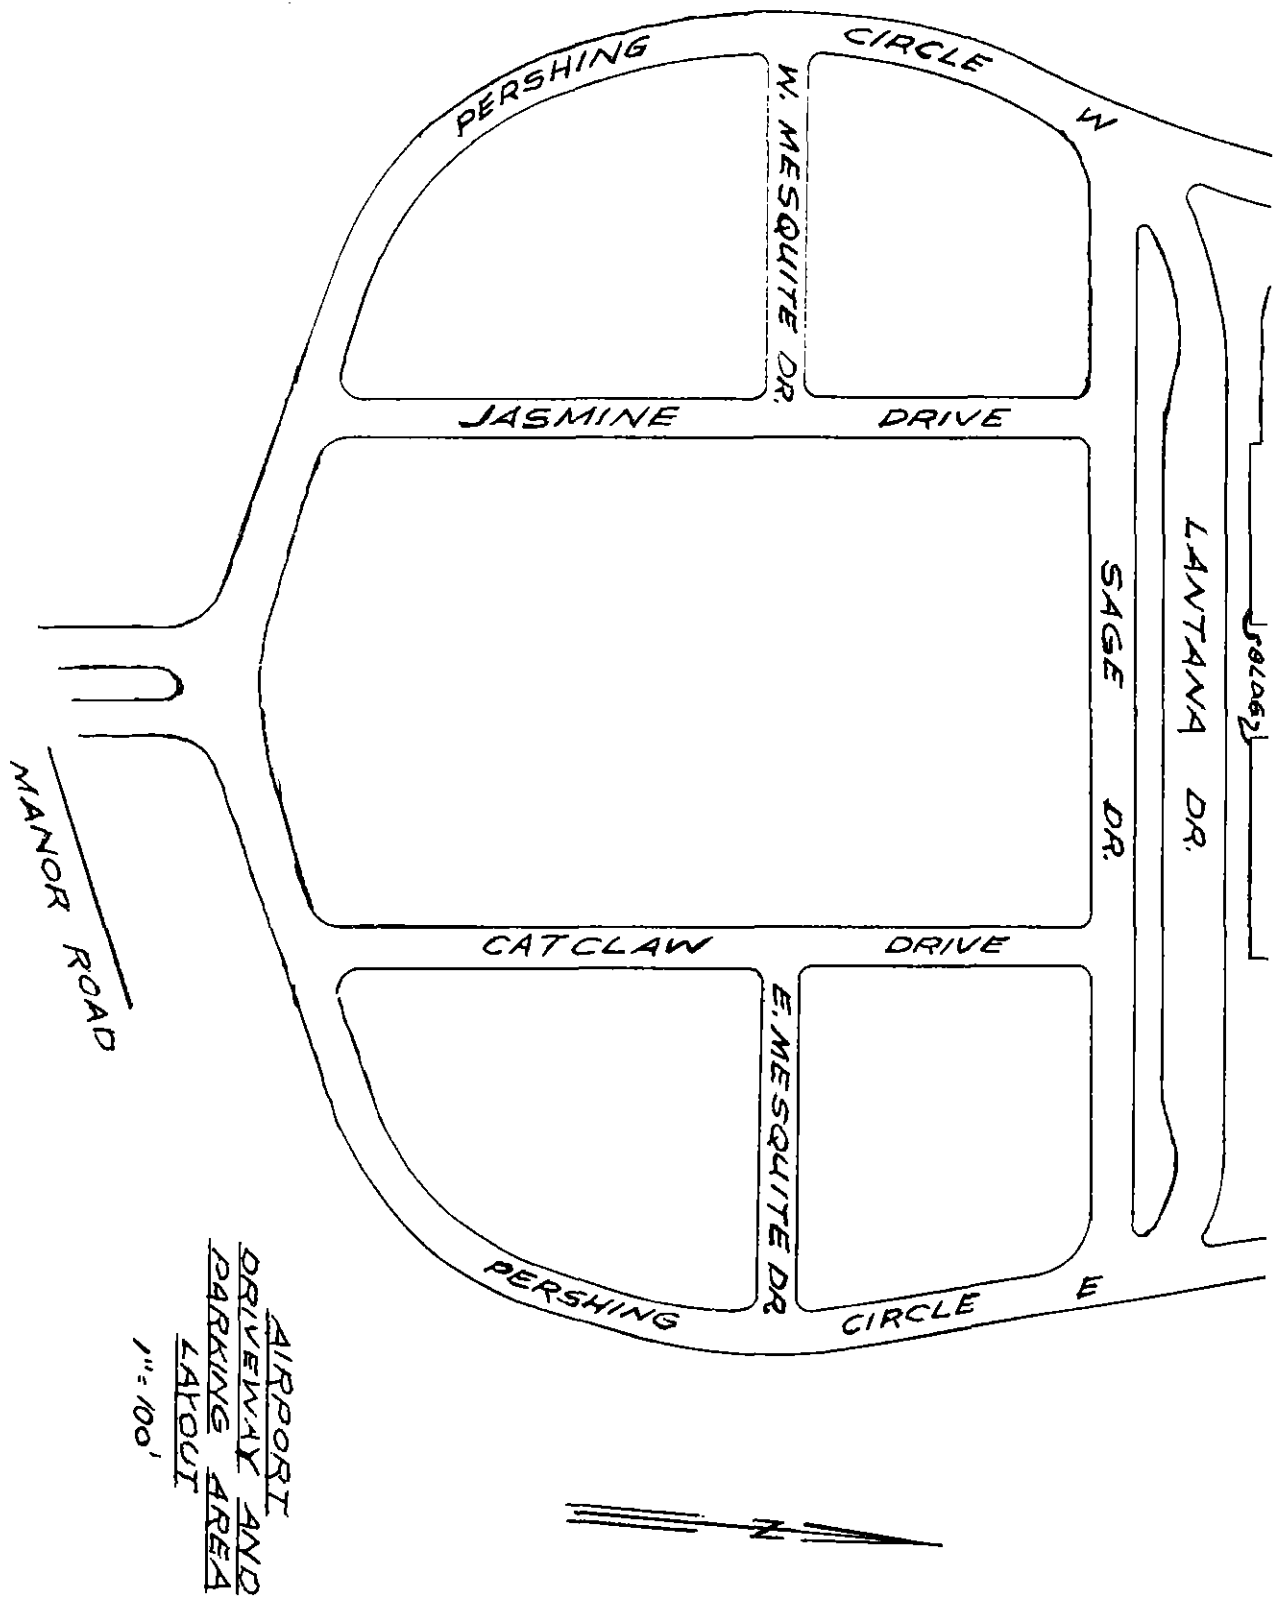 PERSHING CIRCLE W
W. MESQUITE DR.
JASMINE DRIVE
SAGE DR.
LANTANA DR.
CATCLAW DRIVE
E. MESQUITE DR
PERSHING CIRCLE E
MANOR ROAD
AIRPORT
DRIVEWAY AND
PARKING AREA
LAYOUT
1"=100'
N